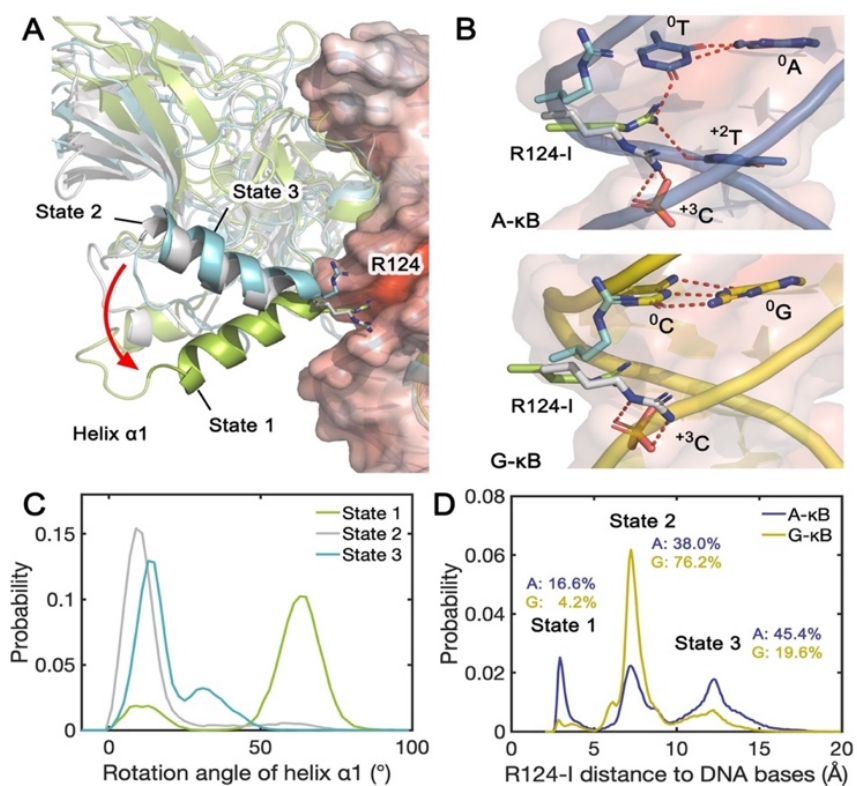 A
State 2
State 3
R124
State 1
Helix α1
B
⁰T
⁰A
R124-I
⁺²T
⁺³C
A-κB
⁰C
⁰G
R124-I
⁺³C
G-κB
C
0.15
0.1
0.05
0
Probability
State 1
State 2
State 3
0
50
100
Rotation angle of helix α1 (°)
D
0.08
0.06
0.04
0.02
0
Probability
A-κB
G-κB
State 2
A: 38.0%
G: 76.2%
A: 16.6%
G: 4.2%
State 1
State 3
A: 45.4%
G: 19.6%
0
5
10
15
20
R124-I distance to DNA bases (Å)